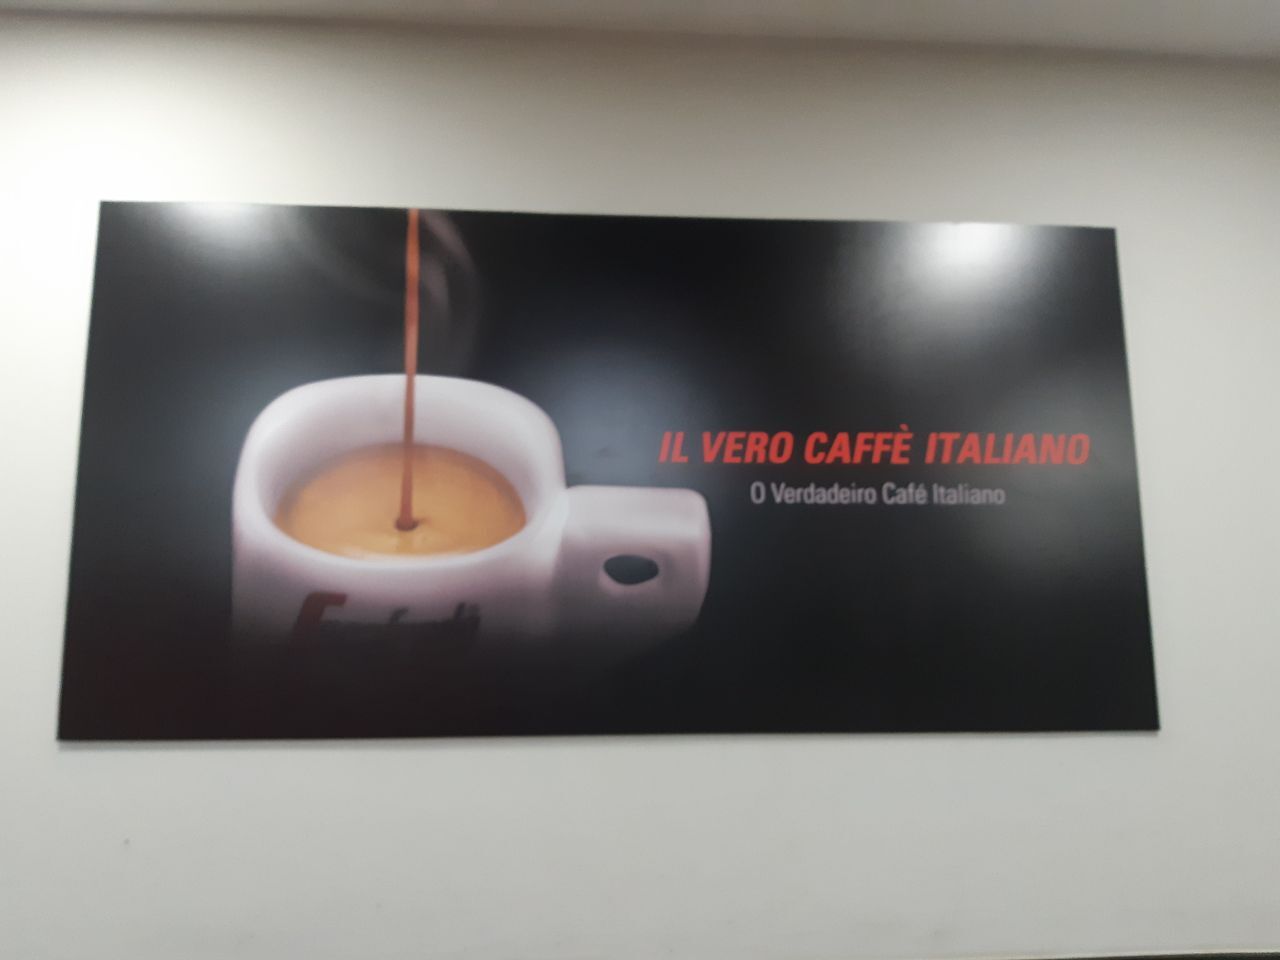 IL VERO CAFFÈ ITALIANO
O Verdadeiro Café Italiano